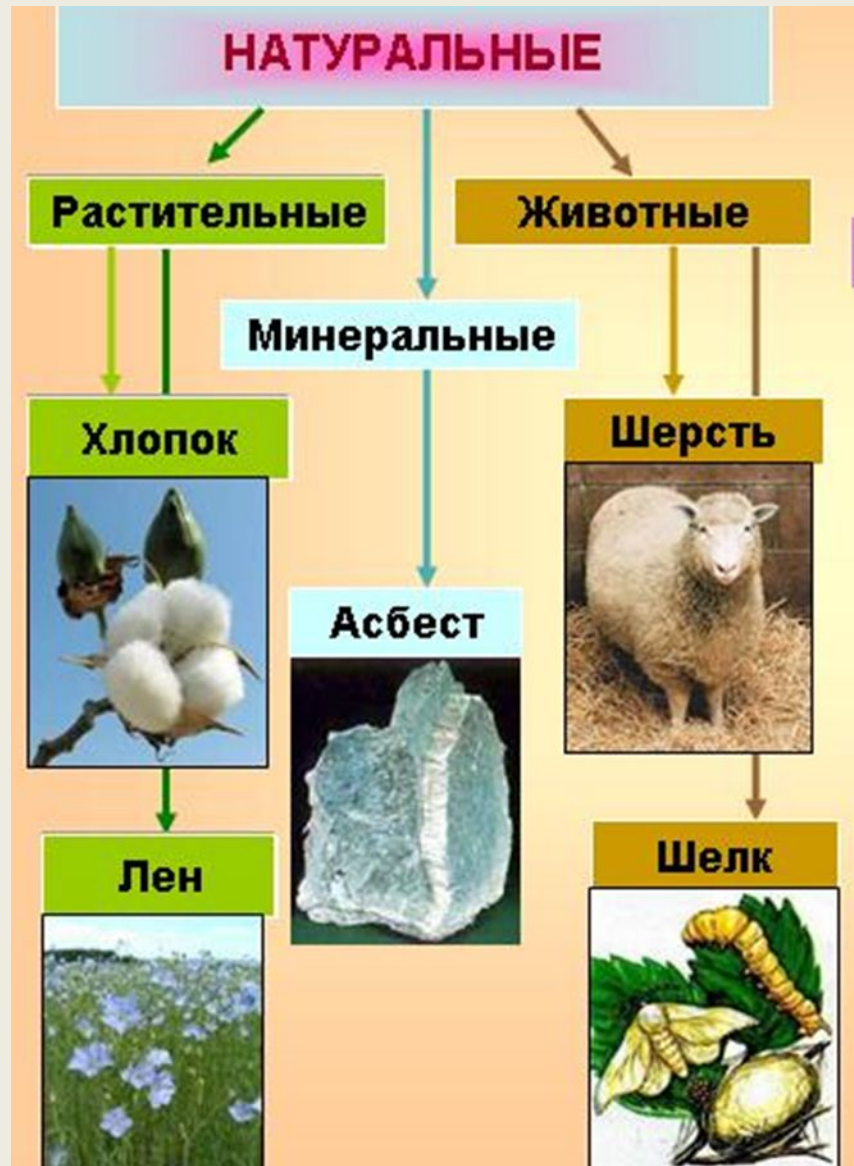 НАТУРАЛЬНЫЕ
Растительные
Животные
Минеральные
Хлопок
Шерсть
Асбест
Лен
Шелк